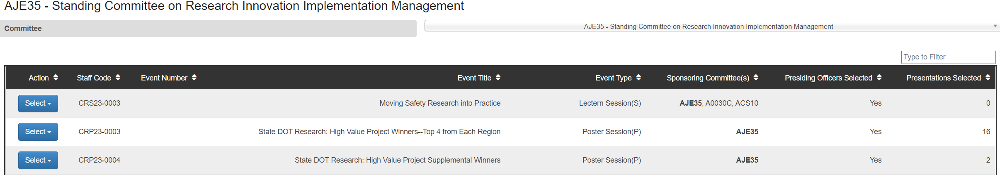 AJE35 - Standing Committee on Research Innovation Implementation Management
Committee AJE35 - Standing Committee on Research Innovation Implementation Management
Type to Filter
Action Staff Code Event Number Event Title Event Type Sponsoring Committee(s) Presiding Officers Selected Presentations Selected
Select CRS23-0003 Moving Safety Research into Practice Lectern Session(S) AJE35, A0030C, ACS10 Yes 0
Select CRP23-0003 State DOT Research: High Value Project Winners--Top 4 from Each Region Poster Session(P) AJE35 Yes 16
Select CRP23-0004 State DOT Research: High Value Project Supplemental Winners Poster Session(P) AJE35 Yes 2